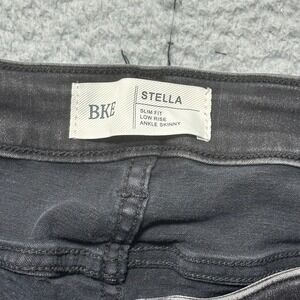 BKE
STELLA
SLIM FIT
LOW RISE
ANKLE SKINNY